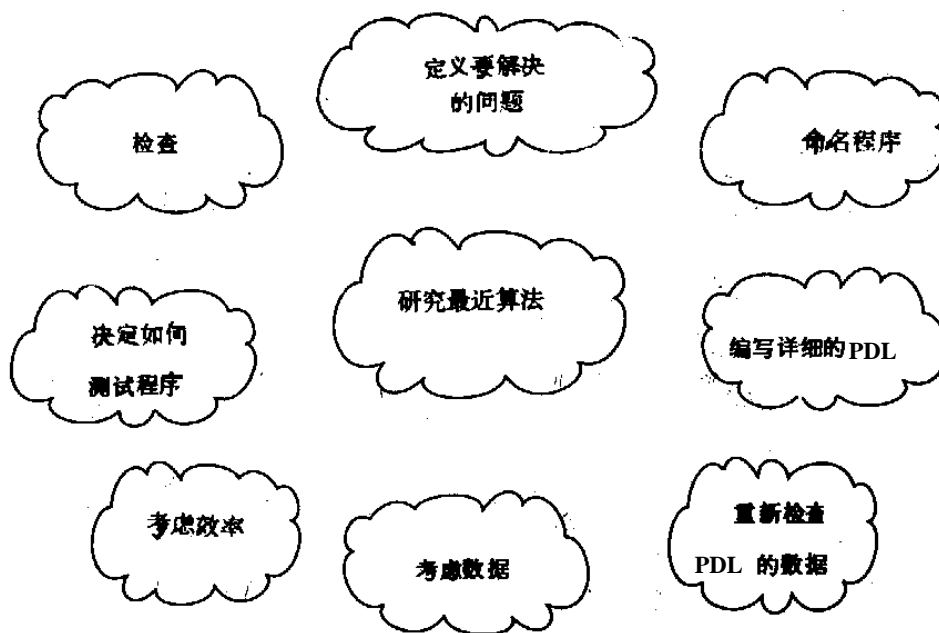 定义要解决
的问题
检查
命名程序
研究最近算法
决定如何
测试程序
编写详细的PDL
考虑效率
考虑数据
重新检查
PDL 的数据